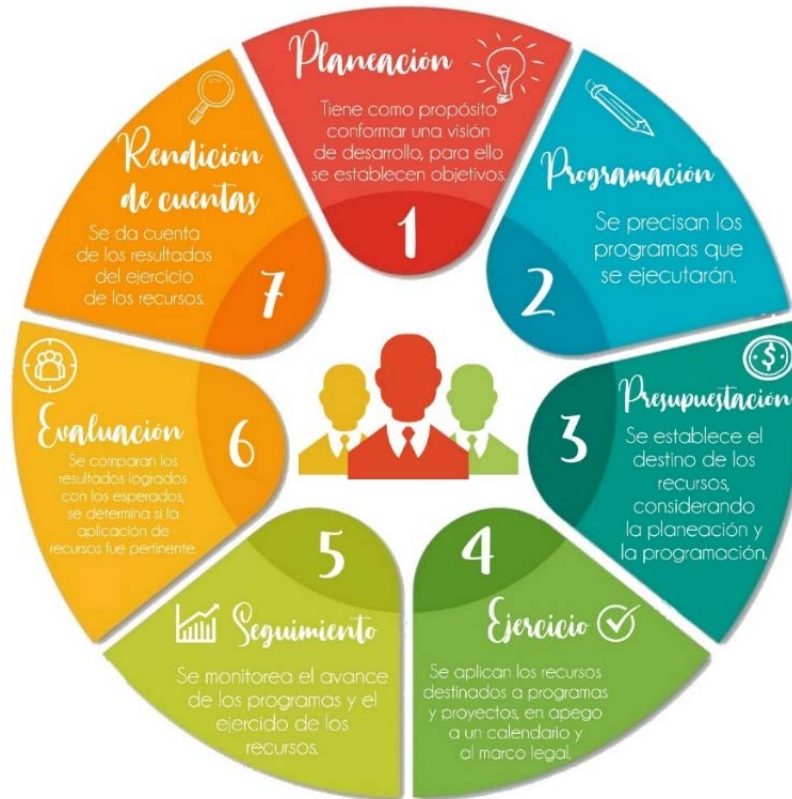 Planeación
Tiene como propósito
conformar una visión
de desarrollo, para ello
se establecen objetivos.
1
Programación
Se precisan los
programas que
se ejecutarán.
2
Presupuestación
Se establece el
destino de los
recursos,
considerando
la planeación y
la programación.
3
4
Ejercicio
Se aplican los recursos
destinados a programas
y proyectos, en apego
a un calendario y
al marco legal.
5
Seguimiento
Se monitorea el avance
de los programas y el
ejercido de los
recursos.
6
Evaluación
Se comparan los
resultados logrados
con los esperados,
se determina si la
aplicación de
recursos fue pertinente.
Rendición
de cuentas
Se da cuenta
de los resultados
del ejercicio
de los recursos.
7
$